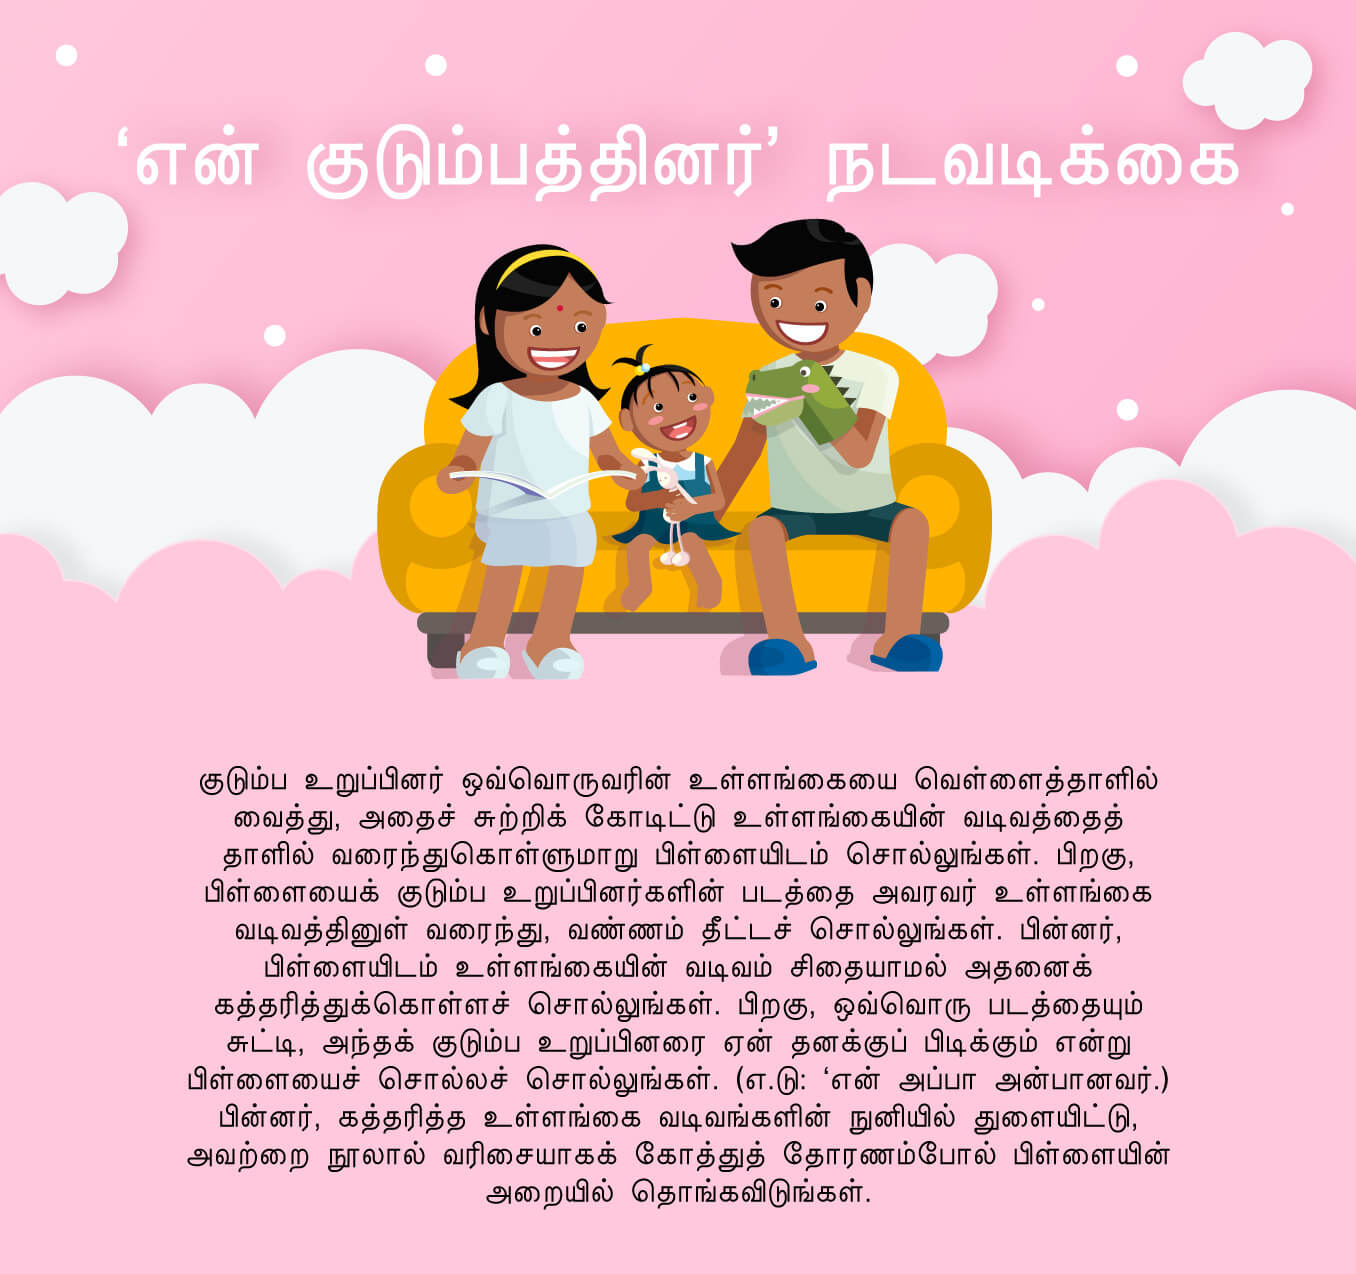 ‘என் குடும்பத்தினர்’ நடவடிக்கை
குடும்ப உறுப்பினர் ஒவ்வொருவரின் உள்ளங்கையை வெள்ளைத்தாளில்
வைத்து, அதைச் சுற்றிக் கோடிட்டு உள்ளங்கையின் வடிவத்தைத்
தாளில் வரைந்துகொள்ளுமாறு பிள்ளையிடம் சொல்லுங்கள். பிறகு,
பிள்ளையைக் குடும்ப உறுப்பினர்களின் படத்தை அவரவர் உள்ளங்கை
வடிவத்தினுள் வரைந்து, வண்ணம் தீட்டச் சொல்லுங்கள். பின்னர்,
பிள்ளையிடம் உள்ளங்கையின் வடிவம் சிதையாமல் அதனைக்
கத்தரித்துக்கொள்ளச் சொல்லுங்கள். பிறகு, ஒவ்வொரு படத்தையும்
சுட்டி, அந்தக் குடும்ப உறுப்பினரை ஏன் தனக்குப் பிடிக்கும் என்று
பிள்ளையைச் சொல்லச் சொல்லுங்கள். (எ.டு: ‘என் அப்பா அன்பானவர்.)
பின்னர், கத்தரித்த உள்ளங்கை வடிவங்களின் நுனியில் துளையிட்டு,
அவற்றை நூலால் வரிசையாகக் கோத்துத் தோரணம்போல் பிள்ளையின்
அறையில் தொங்கவிடுங்கள்.